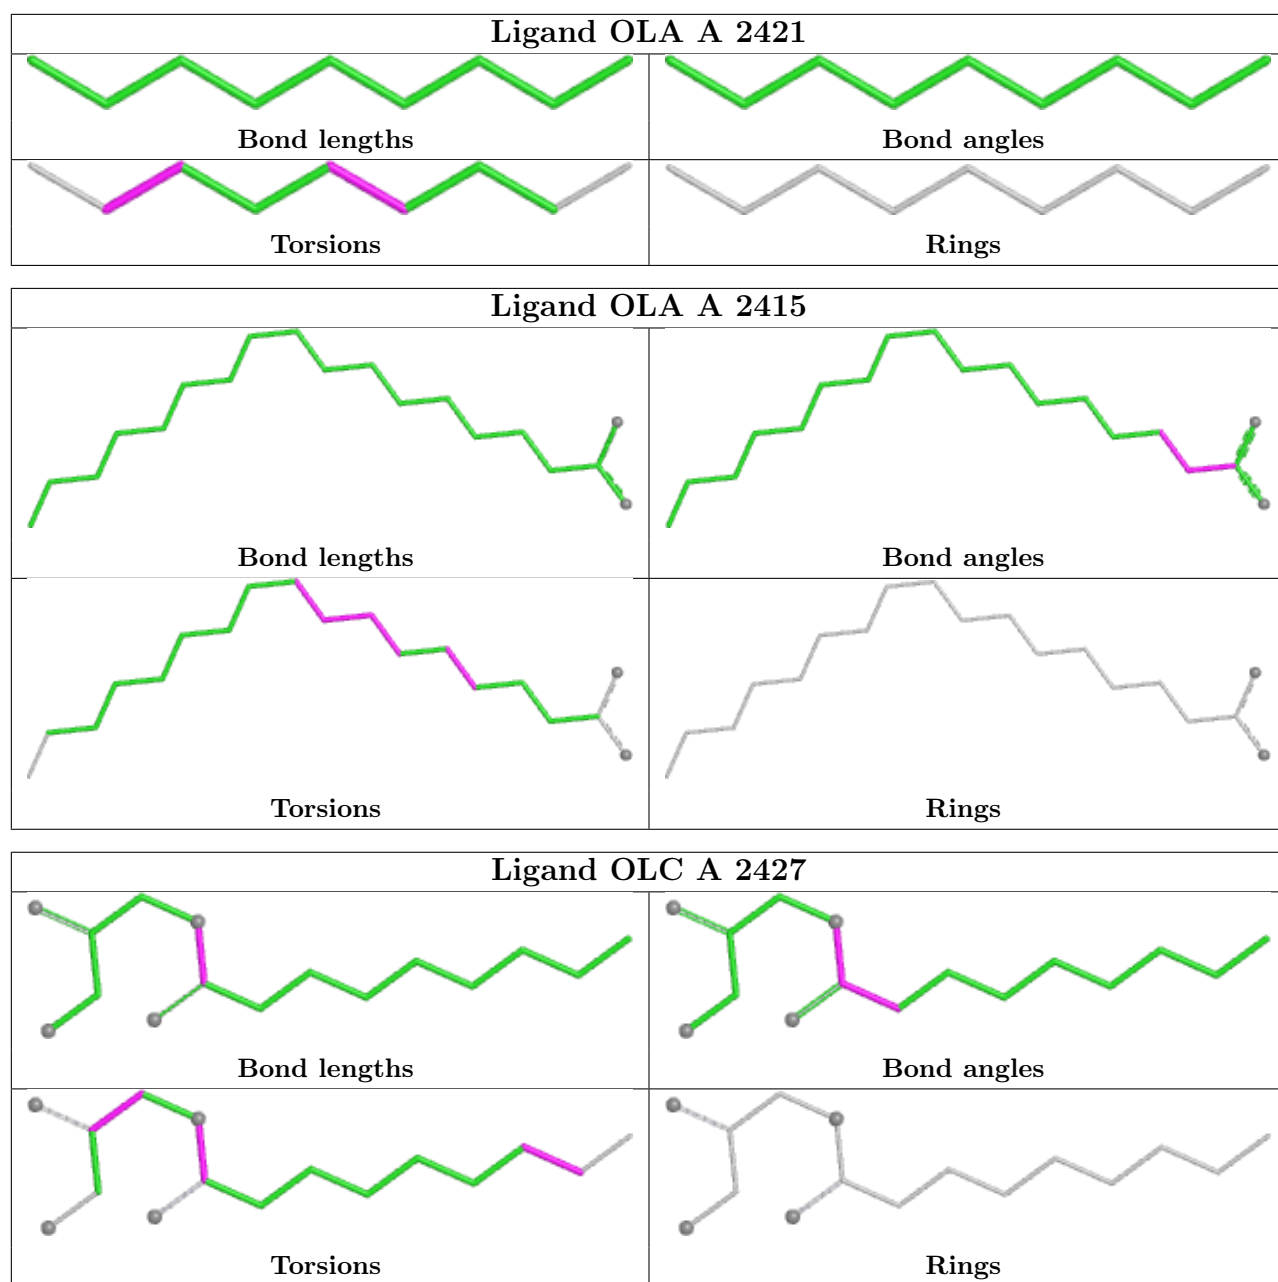 Ligand OLA A 2421
Bond lengths
Bond angles
Torsions
Rings
Ligand OLA A 2415
Bond lengths
Bond angles
Torsions
Rings
Ligand OLC A 2427
Bond lengths
Bond angles
Torsions
Rings